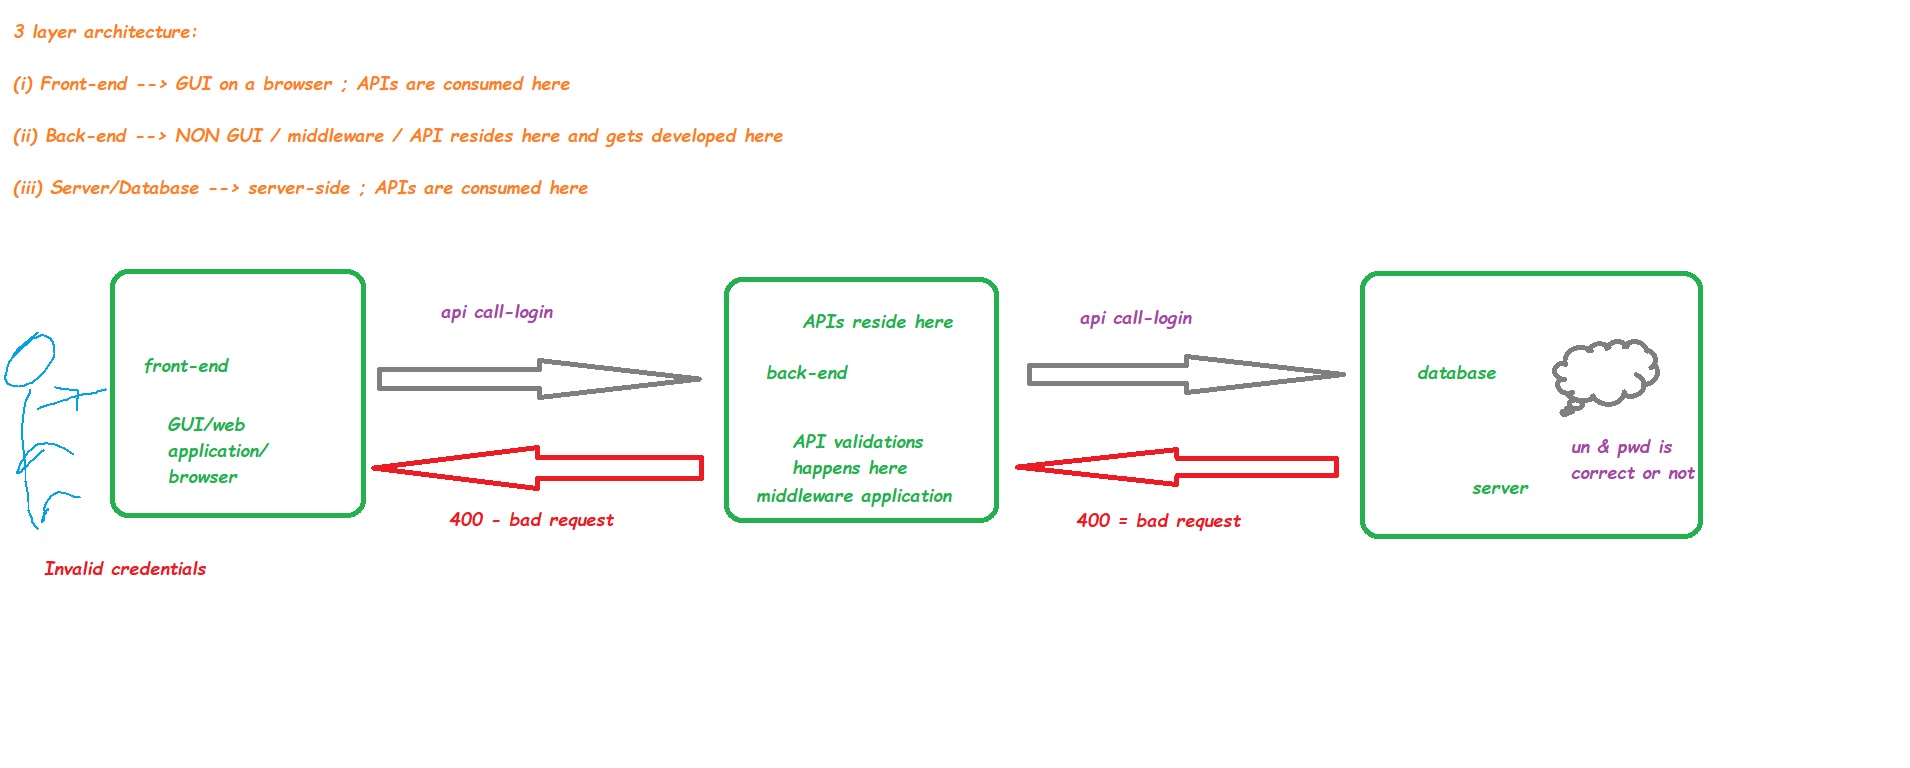 3 layer architecture:
(i) Front-end --> GUI on a browser ; APIs are consumed here
(ii) Back-end --> NON GUI / middleware / API resides here and gets developed here
(iii) Server/Database --> server-side ; APIs are consumed here
front-end
GUI/web
application/
browser
Invalid credentials
api call-login
400 - bad request
APIs reside here
back-end
API validations
happens here
middleware application
api call-login
400 = bad request
database
un & pwd is
correct or not
server